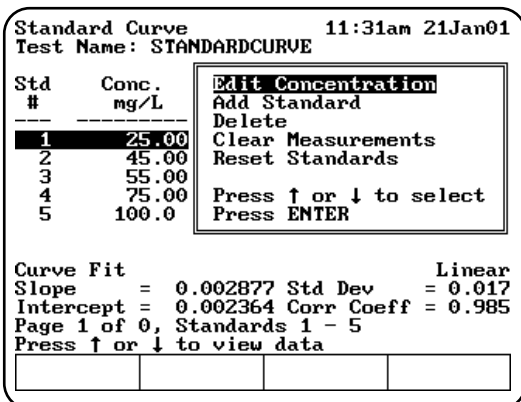 Standard Curve 11:31am 21Jan01
Test Name: STANDARDCURVE
Std Conc.
# mg/L
--- ---------
1 25.00
2 45.00
3 55.00
4 75.00
5 100.0
Edit Concentration
Add Standard
Delete
Clear Measurements
Reset Standards
Press ↑ or ↓ to select
Press ENTER
Curve Fit Linear
Slope = 0.002877 Std Dev = 0.017
Intercept = 0.002364 Corr Coeff = 0.985
Page 1 of 0, Standards 1 - 5
Press ↑ or ↓ to view data